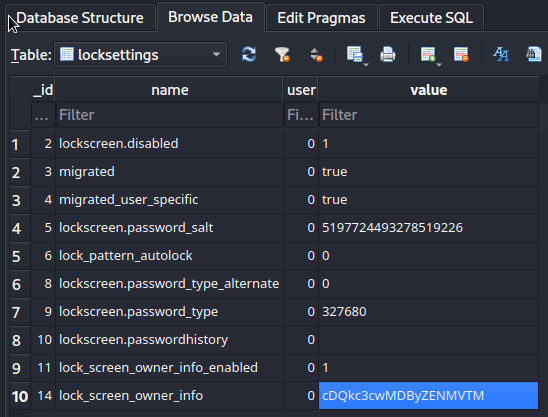 Database Structure Browse Data Edit Pragmas Execute SQL
Table: locksettings
_id name user value
... Filter Fi... Filter
1 2 lockscreen.disabled 0 1
2 3 migrated 0 true
3 4 migrated_user_specific 0 true
4 5 lockscreen.password_salt 0 5197724493278519226
5 6 lock_pattern_autolock 0 0
6 8 lockscreen.password_type_alternate 0 0
7 9 lockscreen.password_type 0 327680
8 10 lockscreen.passwordhistory 0
9 11 lock_screen_owner_info_enabled 0 1
10 14 lock_screen_owner_info 0 cDQkc3cwMDByZENMVTM